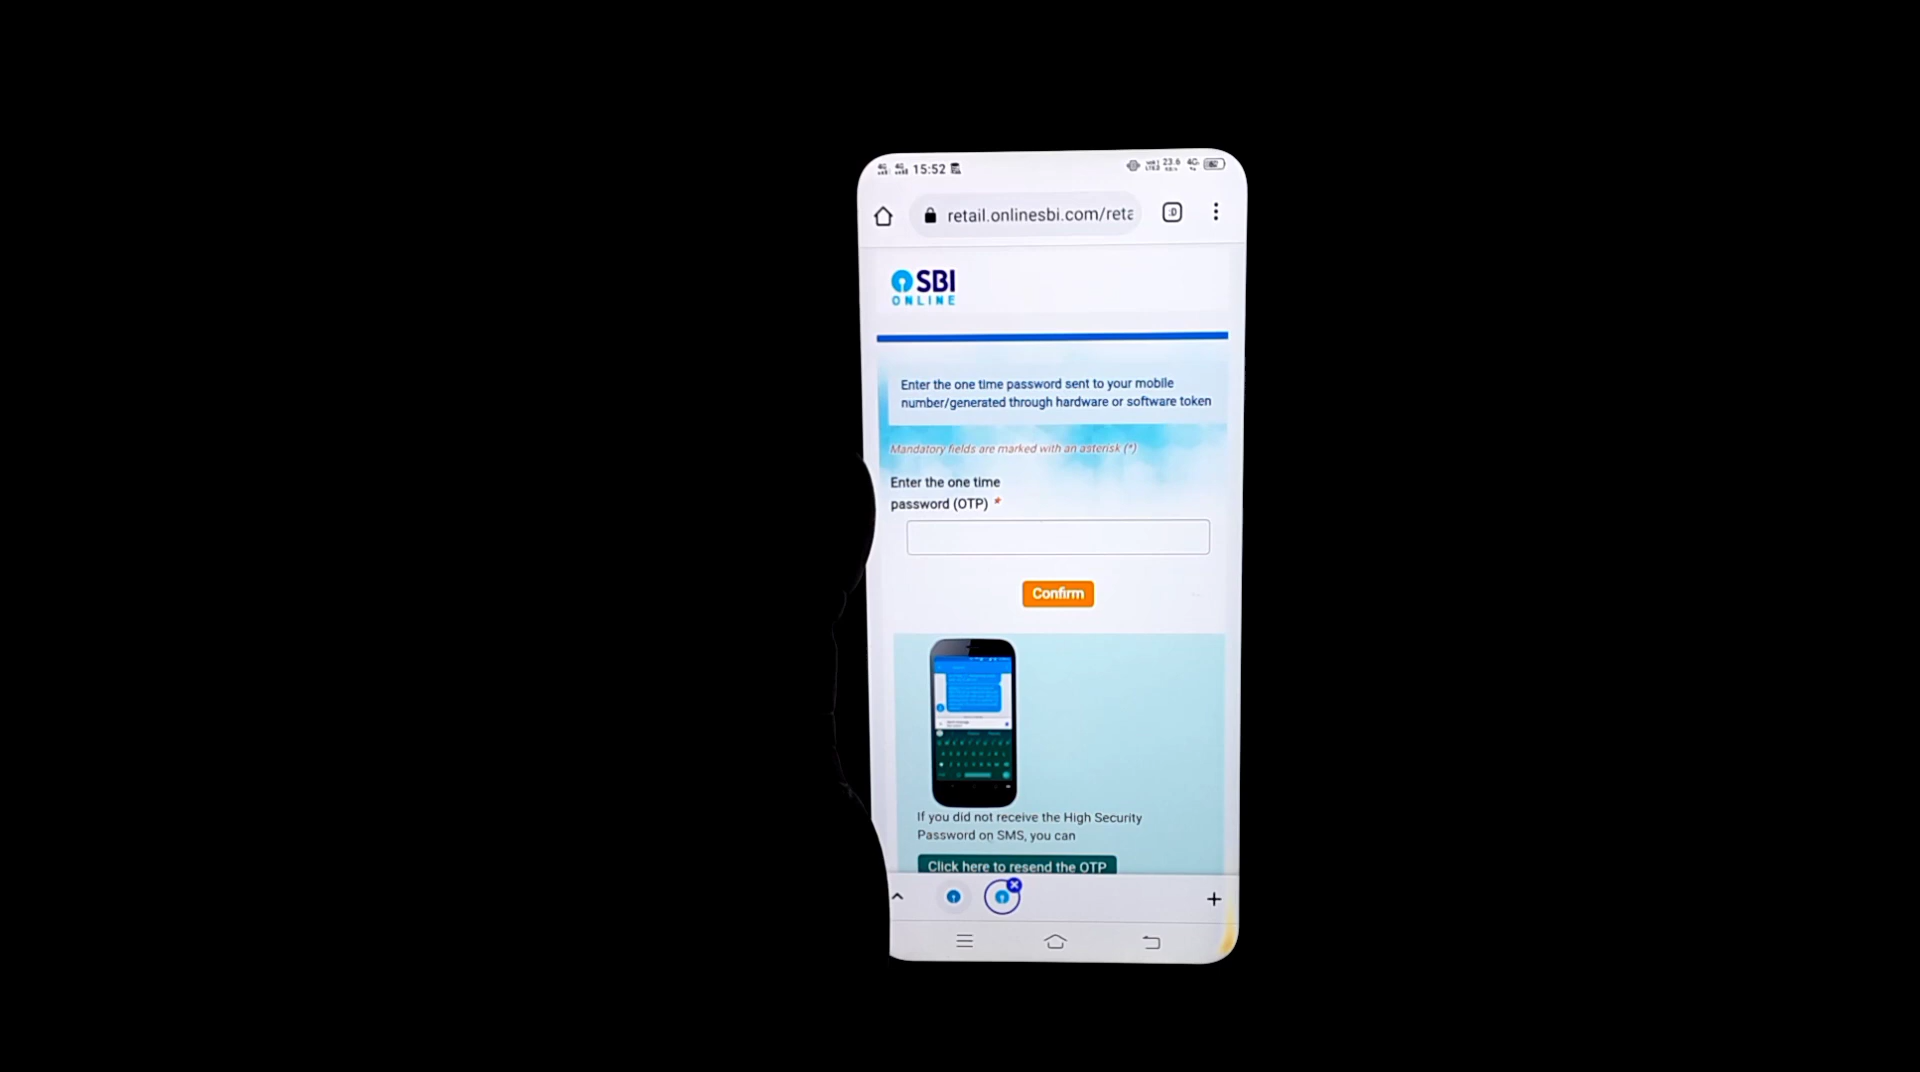 15:52
23.6
4G
retail.onlinesbi.com/reta
:D
SBI
ONLINE
Enter the one time password sent to your mobile
number/generated through hardware or software token
Mandatory fields are marked with an asterisk (*)
Enter the one time
password (OTP) *
Confirm
If you did not receive the High Security
Password on SMS, you can
Click here to resend the OTP